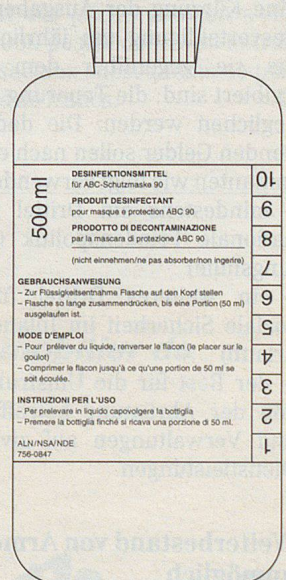 500 ml
DESINFEKTIONSMITTEL
für ABC-Schutzmaske 90
PRODUIT DESINFECTANT
pour masque e protection ABC 90
PRODOTTO DI DECONTAMINAZIONE
par la mascara di protezione ABC 90
(nicht einnehmen/ne pas absorber/non ingerire)
GEBRAUCHSANWEISUNG
– Zur Flüssigkeitsentnahme Flasche auf den Kopf stellen
– Flasche so lange zusammendrücken, bis eine Portion (50 ml)
ausgelaufen ist.
MODE D'EMPLOI
– Pour prélever du liquide, renverser le flacon (le placer sur le
goulot)
– Comprimer le flacon jusqu'à ce qu'une portion de 50 ml se
soit écoulée.
INSTRUZIONI PER L'USO
– Per prelevare in liquido capovolgere la bottiglia
– Premere la bottiglia finché si ricava una porzione di 50 ml.
ALN/NSA/NDE
756-0847
10
9
8
7
6
5
4
3
2
1